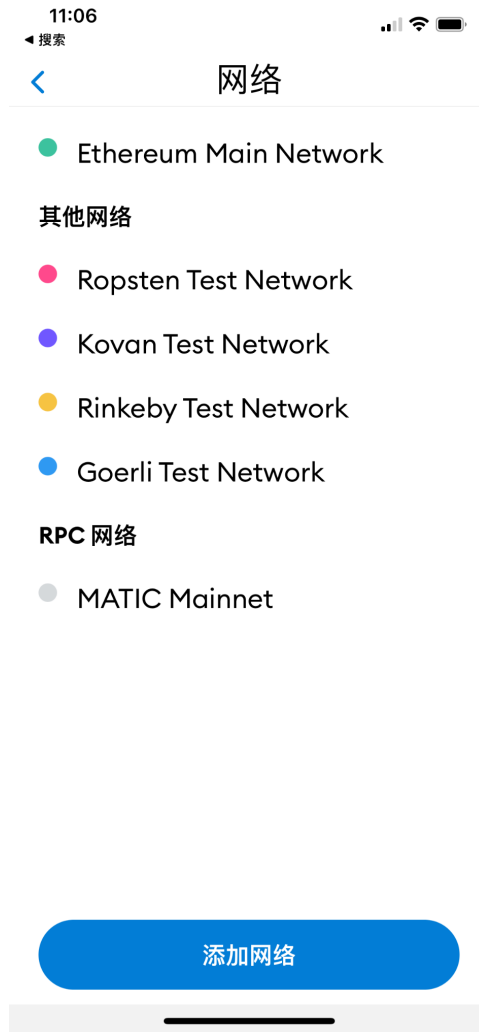 11:06
◀ 搜索
网络
Ethereum Main Network
其他网络
Ropsten Test Network
Kovan Test Network
Rinkeby Test Network
Goerli Test Network
RPC 网络
MATIC Mainnet
添加网络